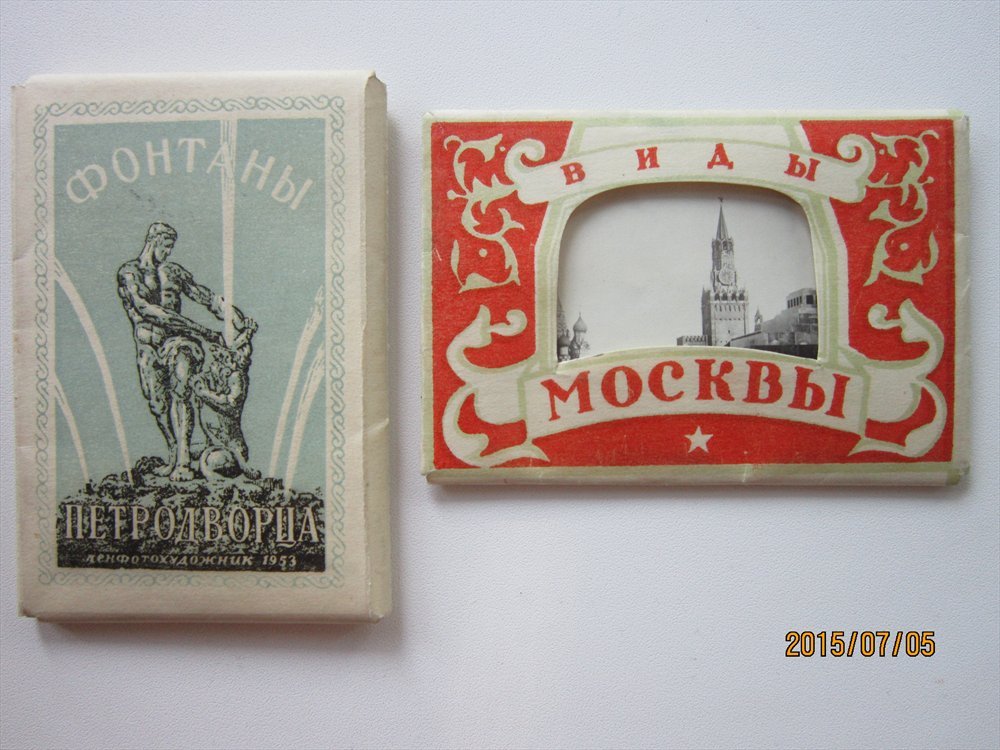 ФОНТАНЫ
ПЕТРОДВОРЦА
ЛЕНФОТОХУДОЖНИК 1953
ВИДЫ
МОСКВЫ
2015/07/05